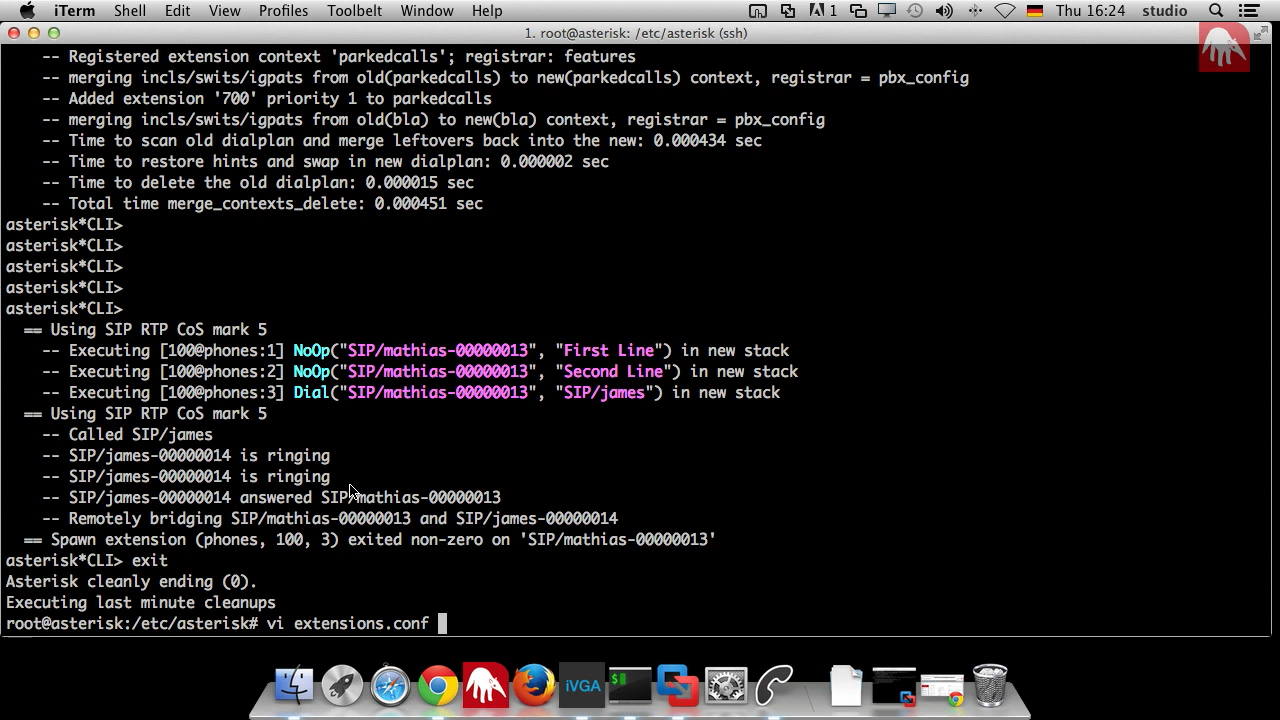 iTerm Shell Edit View Profiles Toolbelt Window Help 1 Thu 16:24 studio
1. root@asterisk: /etc/asterisk (ssh)
-- Registered extension context 'parkedcalls'; registrar: features
-- merging incls/swits/igpats from old(parkedcalls) to new(parkedcalls) context, registrar = pbx_config
-- Added extension '700' priority 1 to parkedcalls
-- merging incls/swits/igpats from old(bla) to new(bla) context, registrar = pbx_config
-- Time to scan old dialplan and merge leftovers back into the new: 0.000434 sec
-- Time to restore hints and swap in new dialplan: 0.000002 sec
-- Time to delete the old dialplan: 0.000015 sec
-- Total time merge_contexts_delete: 0.000451 sec
asterisk*CLI>
asterisk*CLI>
asterisk*CLI>
asterisk*CLI>
asterisk*CLI>
== Using SIP RTP CoS mark 5
-- Executing [100@phones:1] NoOp("SIP/mathias-00000013", "First Line") in new stack
-- Executing [100@phones:2] NoOp("SIP/mathias-00000013", "Second Line") in new stack
-- Executing [100@phones:3] Dial("SIP/mathias-00000013", "SIP/james") in new stack
== Using SIP RTP CoS mark 5
-- Called SIP/james
-- SIP/james-00000014 is ringing
-- SIP/james-00000014 is ringing
-- SIP/james-00000014 answered SIP/mathias-00000013
-- Remotely bridging SIP/mathias-00000013 and SIP/james-00000014
== Spawn extension (phones, 100, 3) exited non-zero on 'SIP/mathias-00000013'
asterisk*CLI> exit
Asterisk cleanly ending (0).
Executing last minute cleanups
root@asterisk:/etc/asterisk# vi extensions.conf
iVGA
$